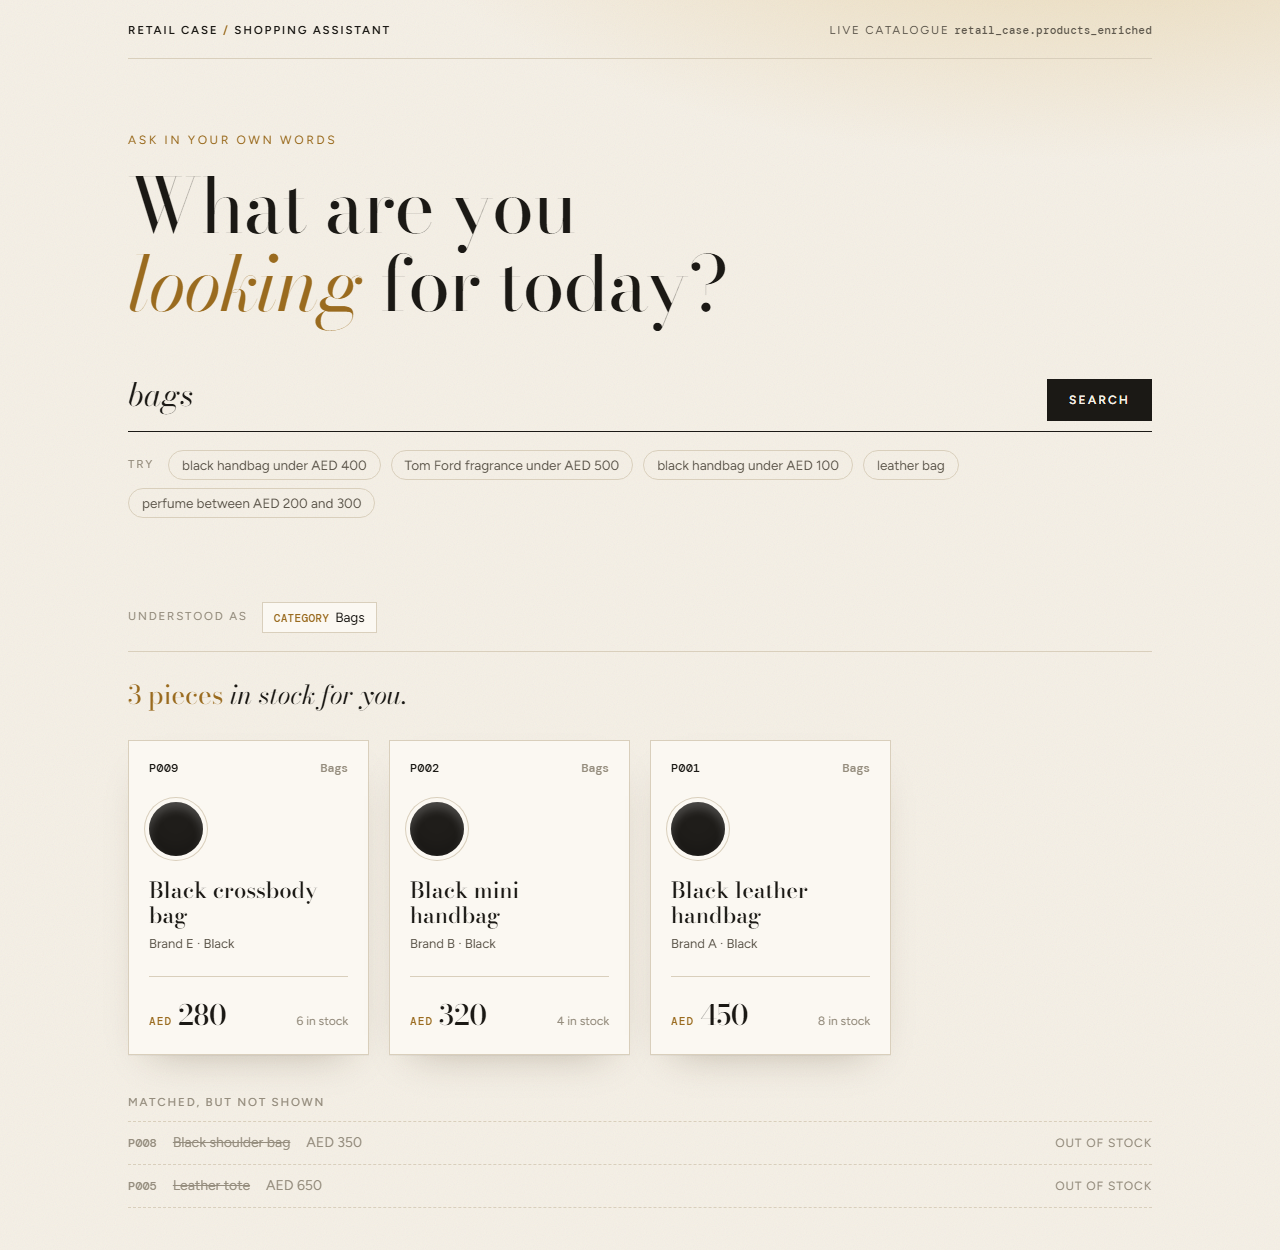 RETAIL CASE / SHOPPING ASSISTANT
LIVE CATALOGUE retail_case.products_enriched
ASK IN YOUR OWN WORDS
What are you
looking for today?
bags
SEARCH
TRY
black handbag under AED 400
Tom Ford fragrance under AED 500
black handbag under AED 100
leather bag
perfume between AED 200 and 300
UNDERSTOOD AS
CATEGORY Bags
3 pieces in stock for you.
P009
Bags
Black crossbody
bag
Brand E · Black
AED 280
6 in stock
P002
Bags
Black mini
handbag
Brand B · Black
AED 320
4 in stock
P001
Bags
Black leather
handbag
Brand A · Black
AED 450
8 in stock
MATCHED, BUT NOT SHOWN
P008 Black shoulder bag AED 350
OUT OF STOCK
P005 Leather tote AED 650
OUT OF STOCK